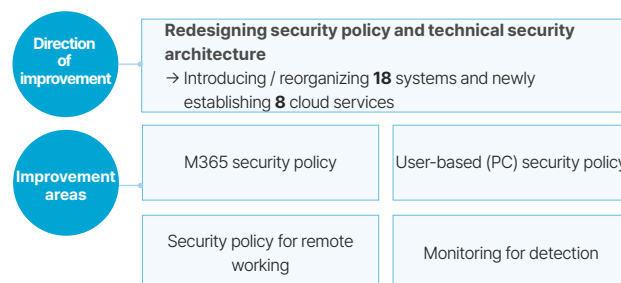 Direction
of
improvement
Redesigning security policy and technical security
architecture
→ Introducing / reorganizing 18 systems and newly
establishing 8 cloud services
Improvement
areas
M365 security policy
User-based (PC) security policy
Security policy for remote
working
Monitoring for detection